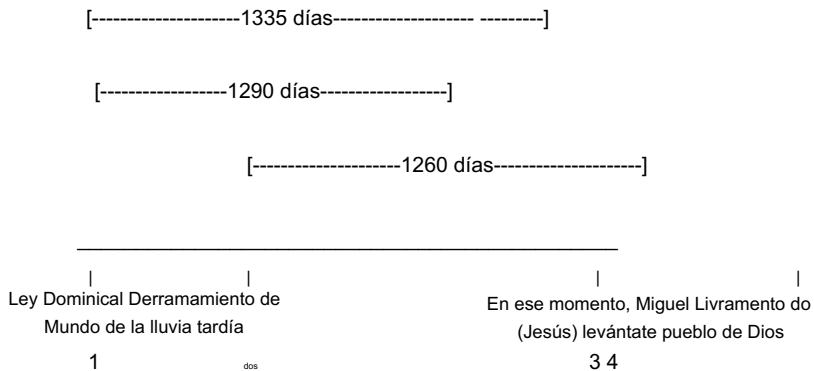 [---------------------1335 días-------------------- ---------]
[------------------1290 días------------------]
[---------------------1260 días---------------------]
________________________________________________
| | | |
Ley Dominical Derramamiento de En ese momento, Miguel Livramento do
Mundo de la lluvia tardía (Jesús) levántate pueblo de Dios
1 dos 3 4